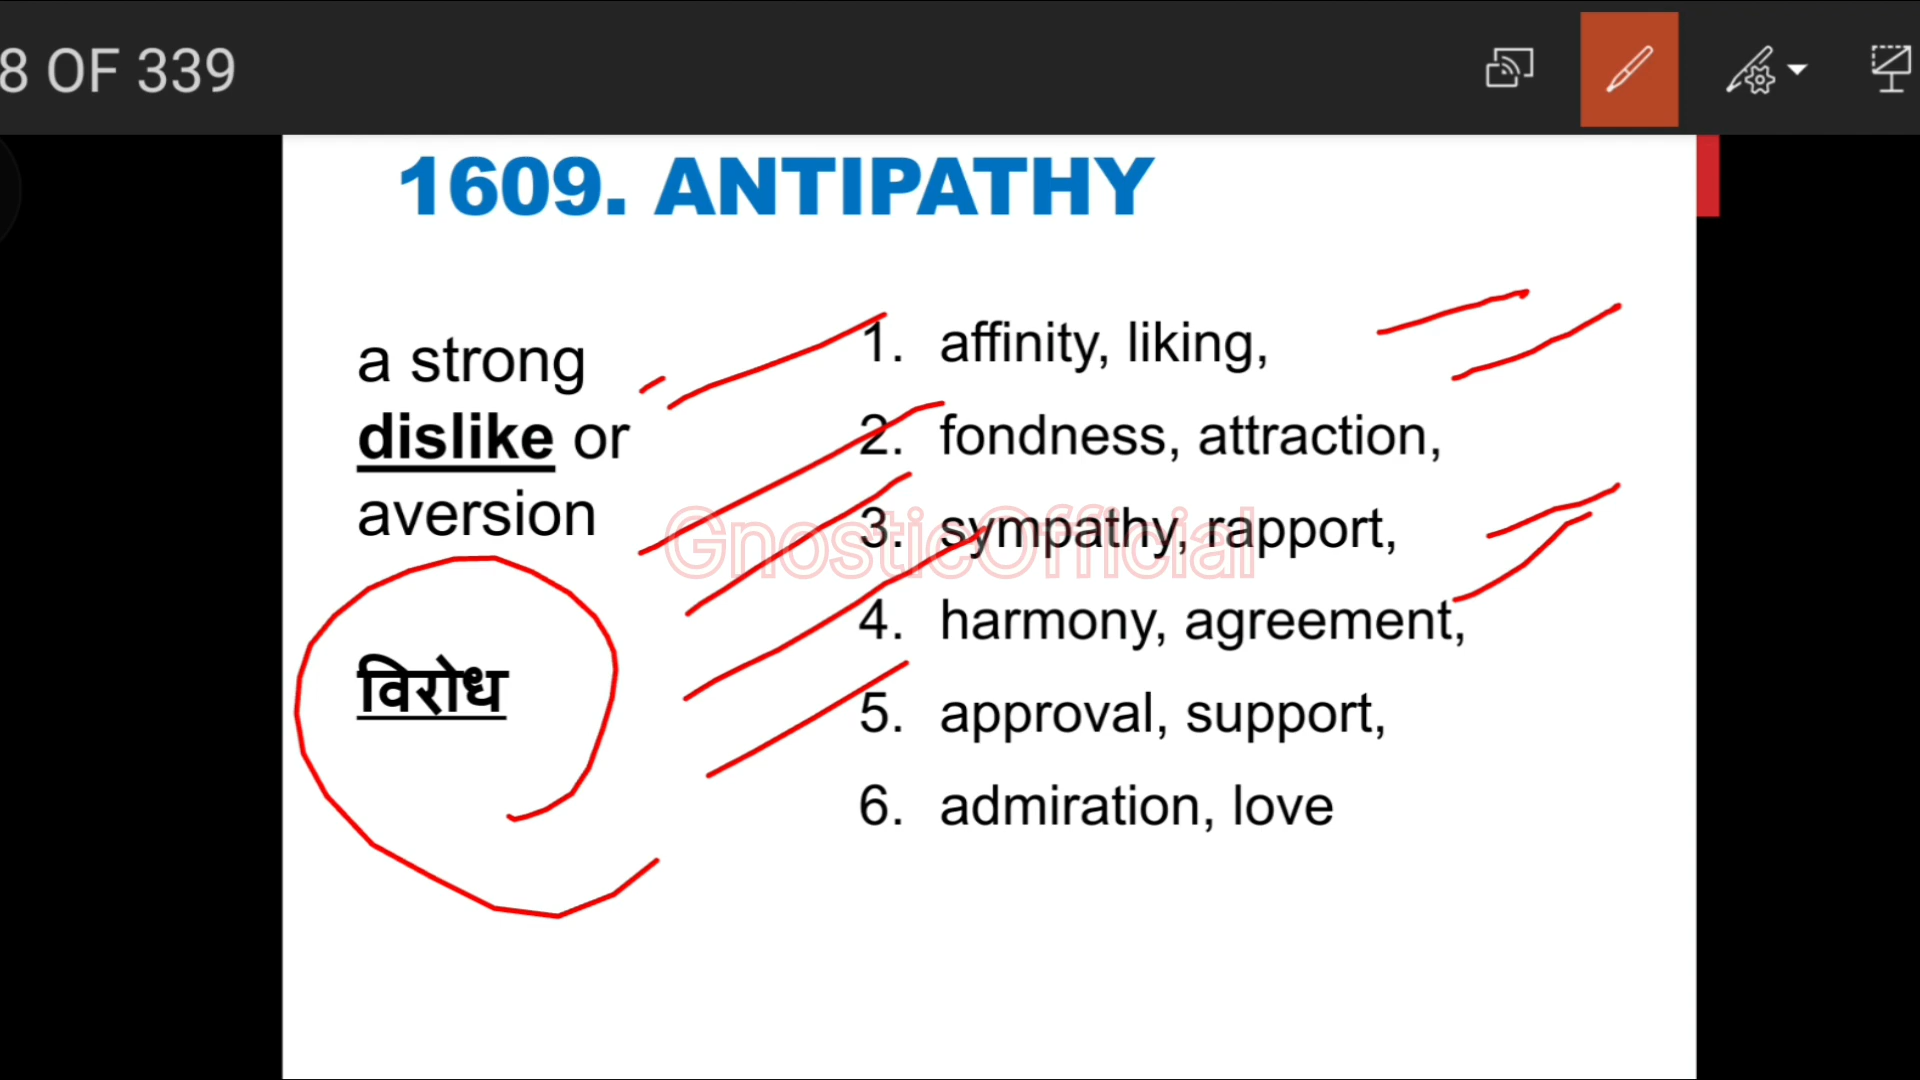 8 OF 339
1609. ANTIPATHY
a strong
dislike or
aversion
विरोध
1. affinity, liking,
2. fondness, attraction,
3. sympathy, rapport,
4. harmony, agreement,
5. approval, support,
6. admiration, love
GnosticOfficial